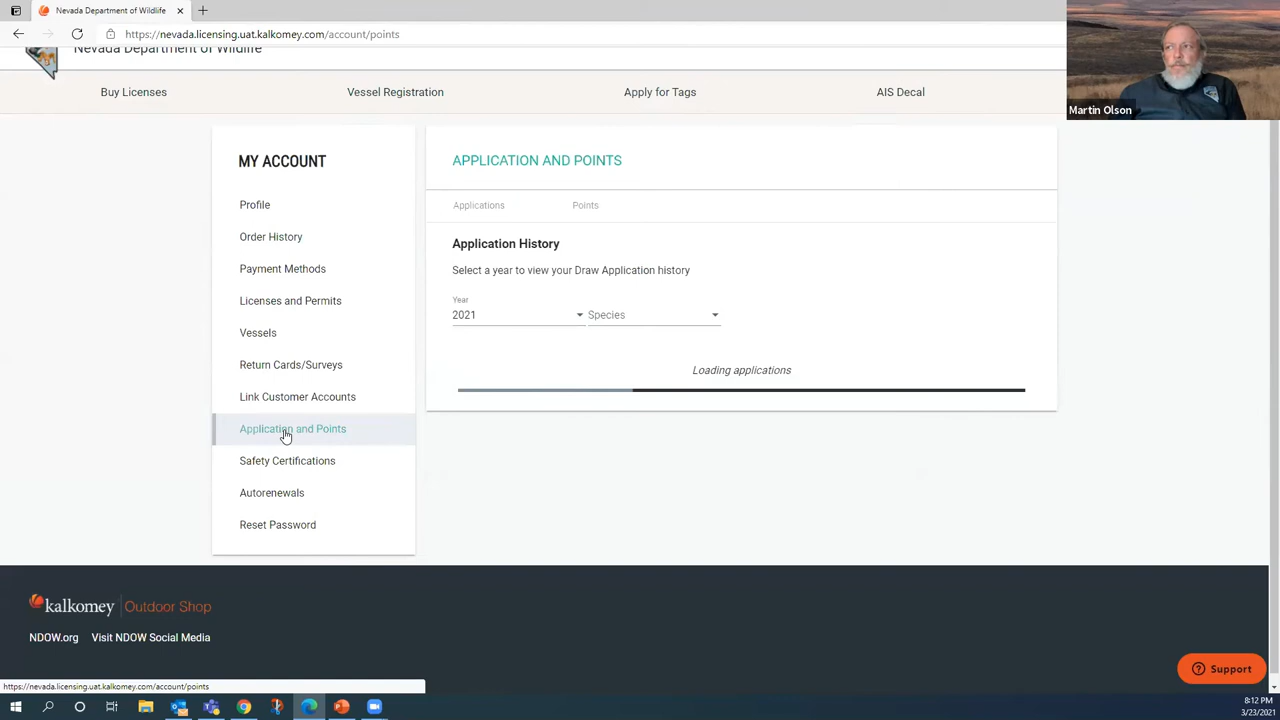 Nevada Department of Wildlife
https://nevada.licensing.uat.kalkomey.com/account/points
Nevada Department of Wildlife
Buy Licenses
Vessel Registration
Apply for Tags
AIS Decal
Martin Olson
MY ACCOUNT
Profile
Order History
Payment Methods
Licenses and Permits
Vessels
Return Cards/Surveys
Link Customer Accounts
Application and Points
Safety Certifications
Autorenewals
Reset Password
APPLICATION AND POINTS
Applications
Points
Application History
Select a year to view your Draw Application history
Year
2021
Species
Loading applications
kalkomey | Outdoor Shop
NDOW.org
Visit NDOW Social Media
Support
https://nevada.licensing.uat.kalkomey.com/account/points
8:12 PM
3/23/2021